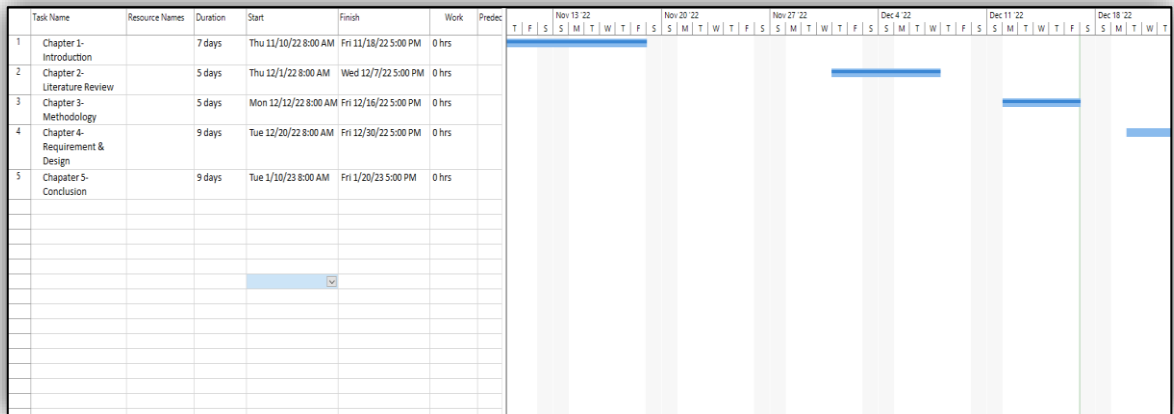 Task Name Resource Names Duration Start Finish Work Predec
Nov 13 '22 Nov 20 '22 Nov 27 '22 Dec 4 '22 Dec 11 '22 Dec 18 '22
T F S S M T W T F S S M T W T F S S M T W T F S S M T W T F S S M T W T F S S M T W T
1 Chapter 1- 7 days Thu 11/10/22 8:00 AM Fri 11/18/22 5:00 PM 0 hrs
Introduction
2 Chapter 2- 5 days Thu 12/1/22 8:00 AM Wed 12/7/22 5:00 PM 0 hrs
Literature Review
3 Chapter 3- 5 days Mon 12/12/22 8:00 AM Fri 12/16/22 5:00 PM 0 hrs
Methodology
4 Chapter 4- 9 days Tue 12/20/22 8:00 AM Fri 12/30/22 5:00 PM 0 hrs
Requirement &
Design
5 Chapater 5- 9 days Tue 1/10/23 8:00 AM Fri 1/20/23 5:00 PM 0 hrs
Conclusion